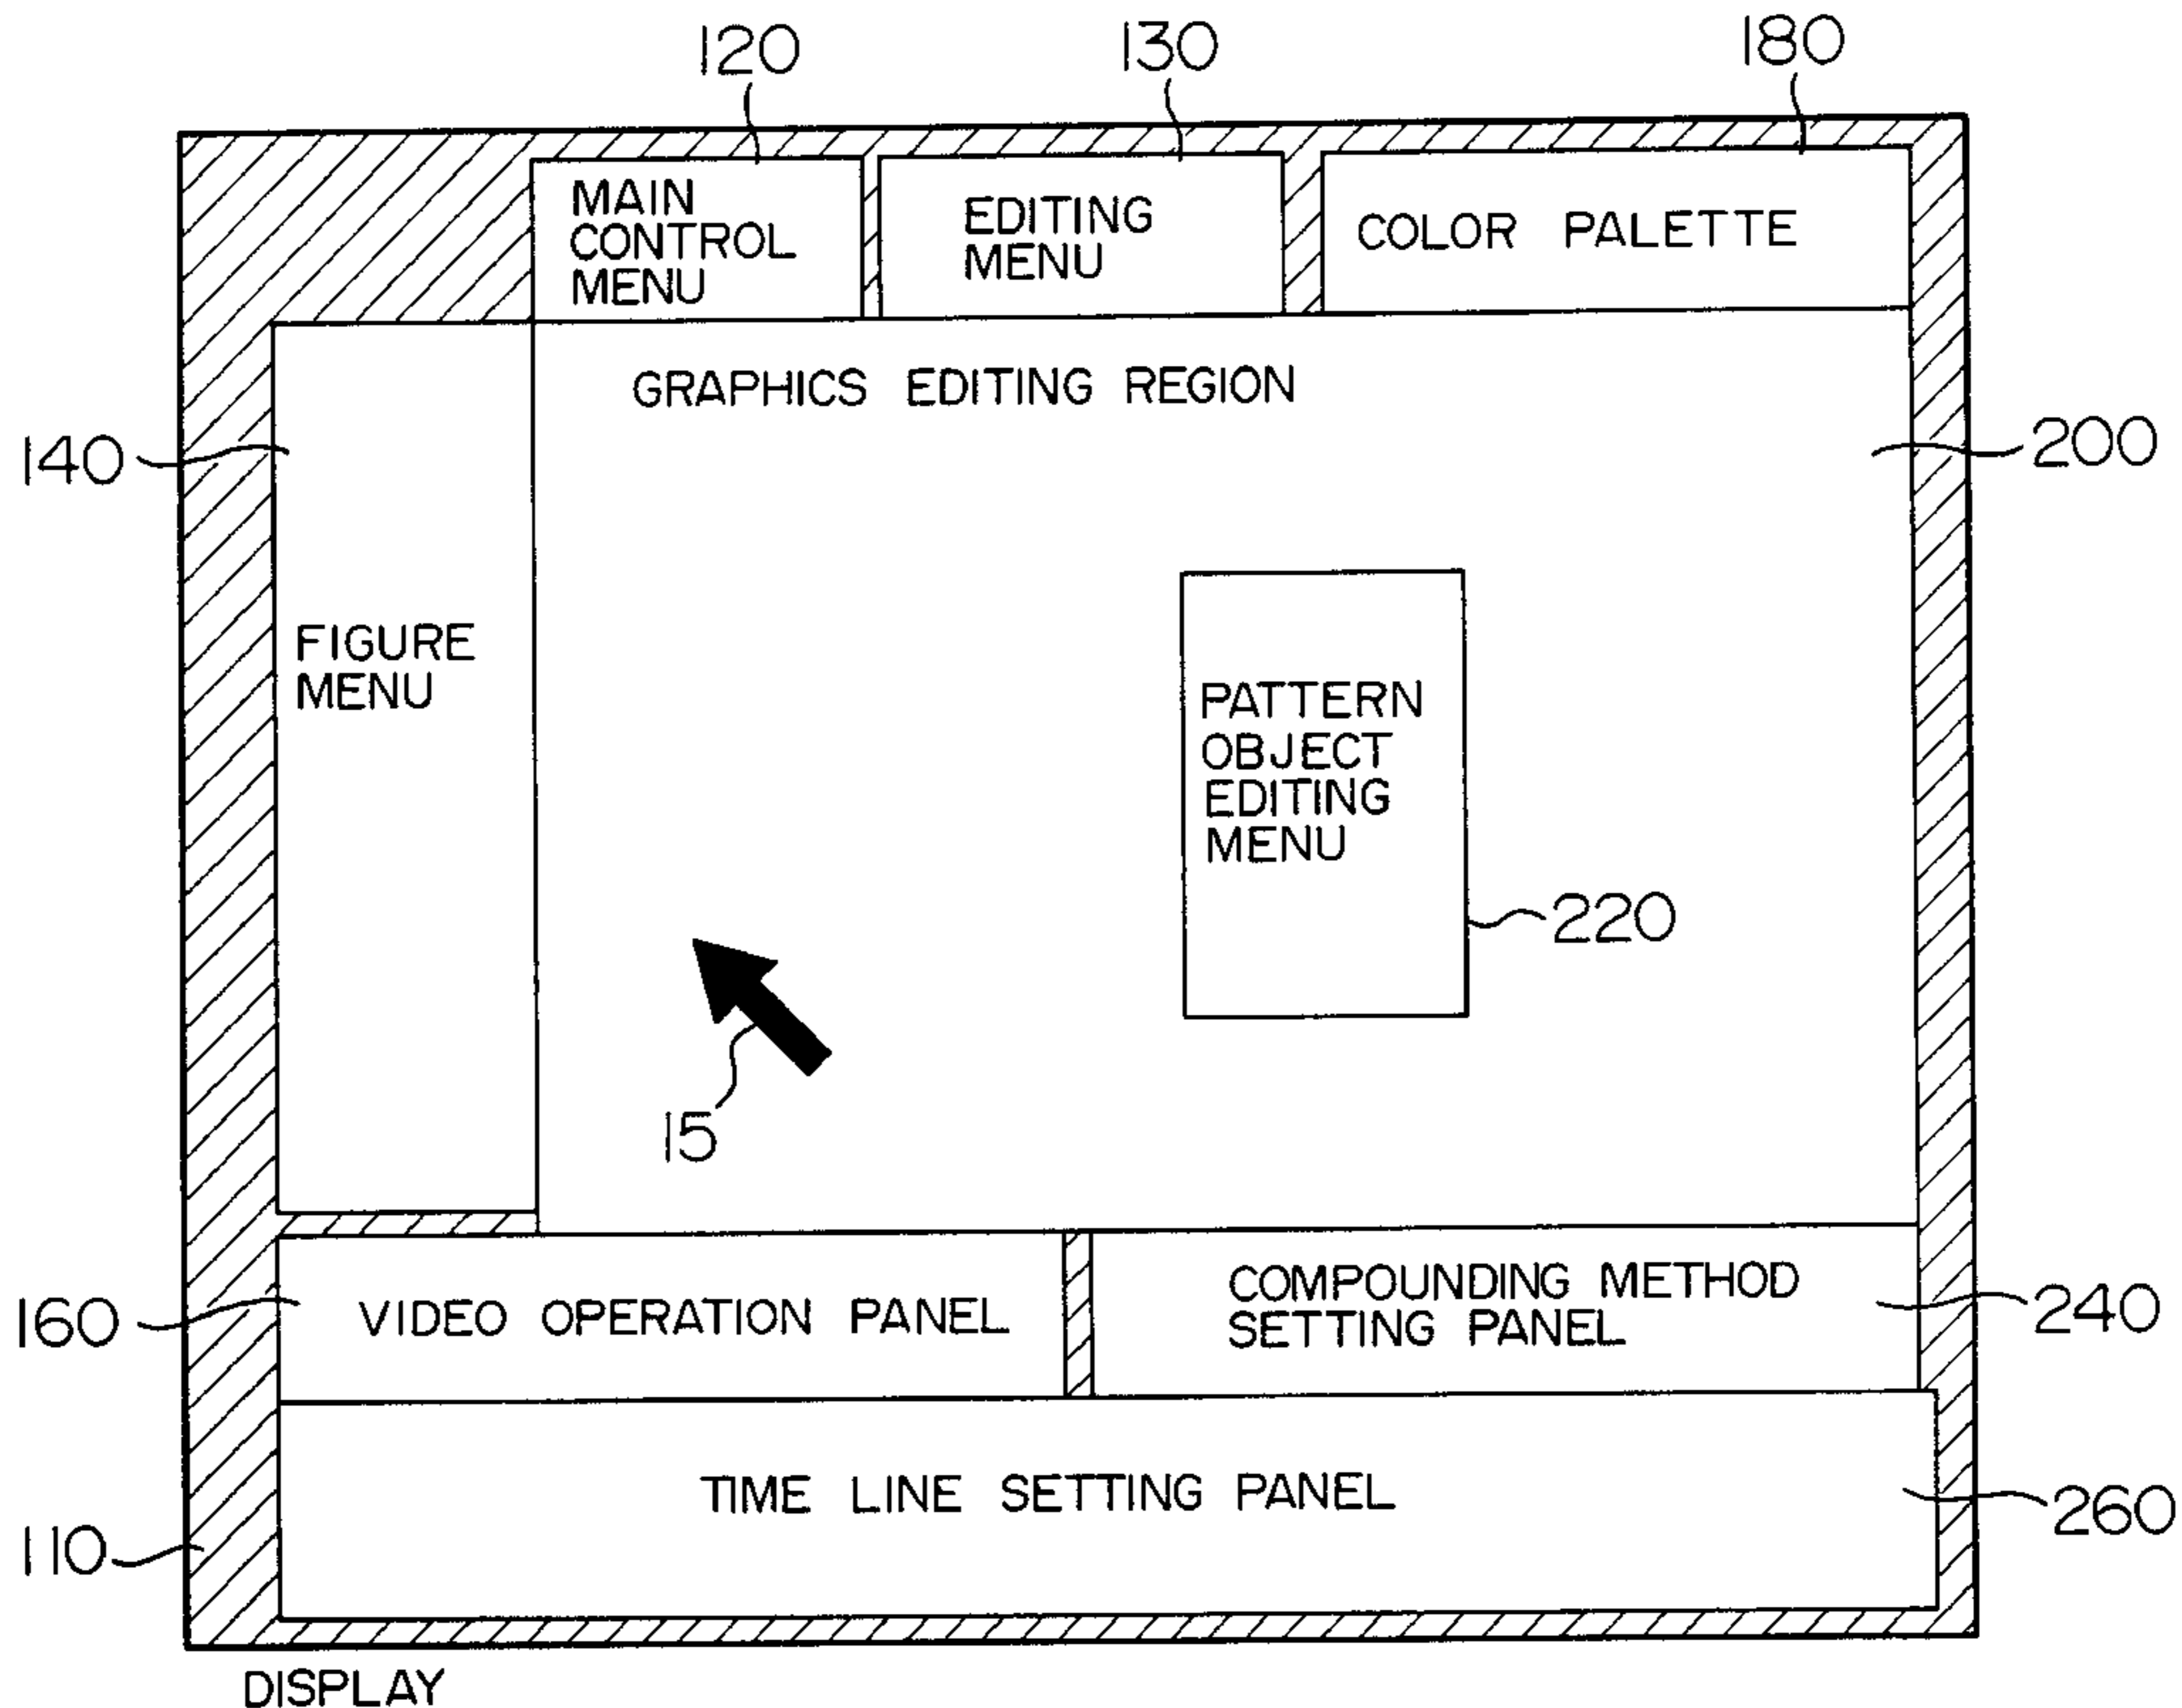 120
130
180
MAIN
CONTROL
MENU
EDITING
MENU
COLOR PALETTE
GRAPHICS EDITING REGION
140
200
FIGURE
MENU
PATTERN
OBJECT
EDITING
MENU
220
15
160
VIDEO OPERATION PANEL
COMPOUNDING METHOD
SETTING PANEL
240
TIME LINE SETTING PANEL
260
110
DISPLAY